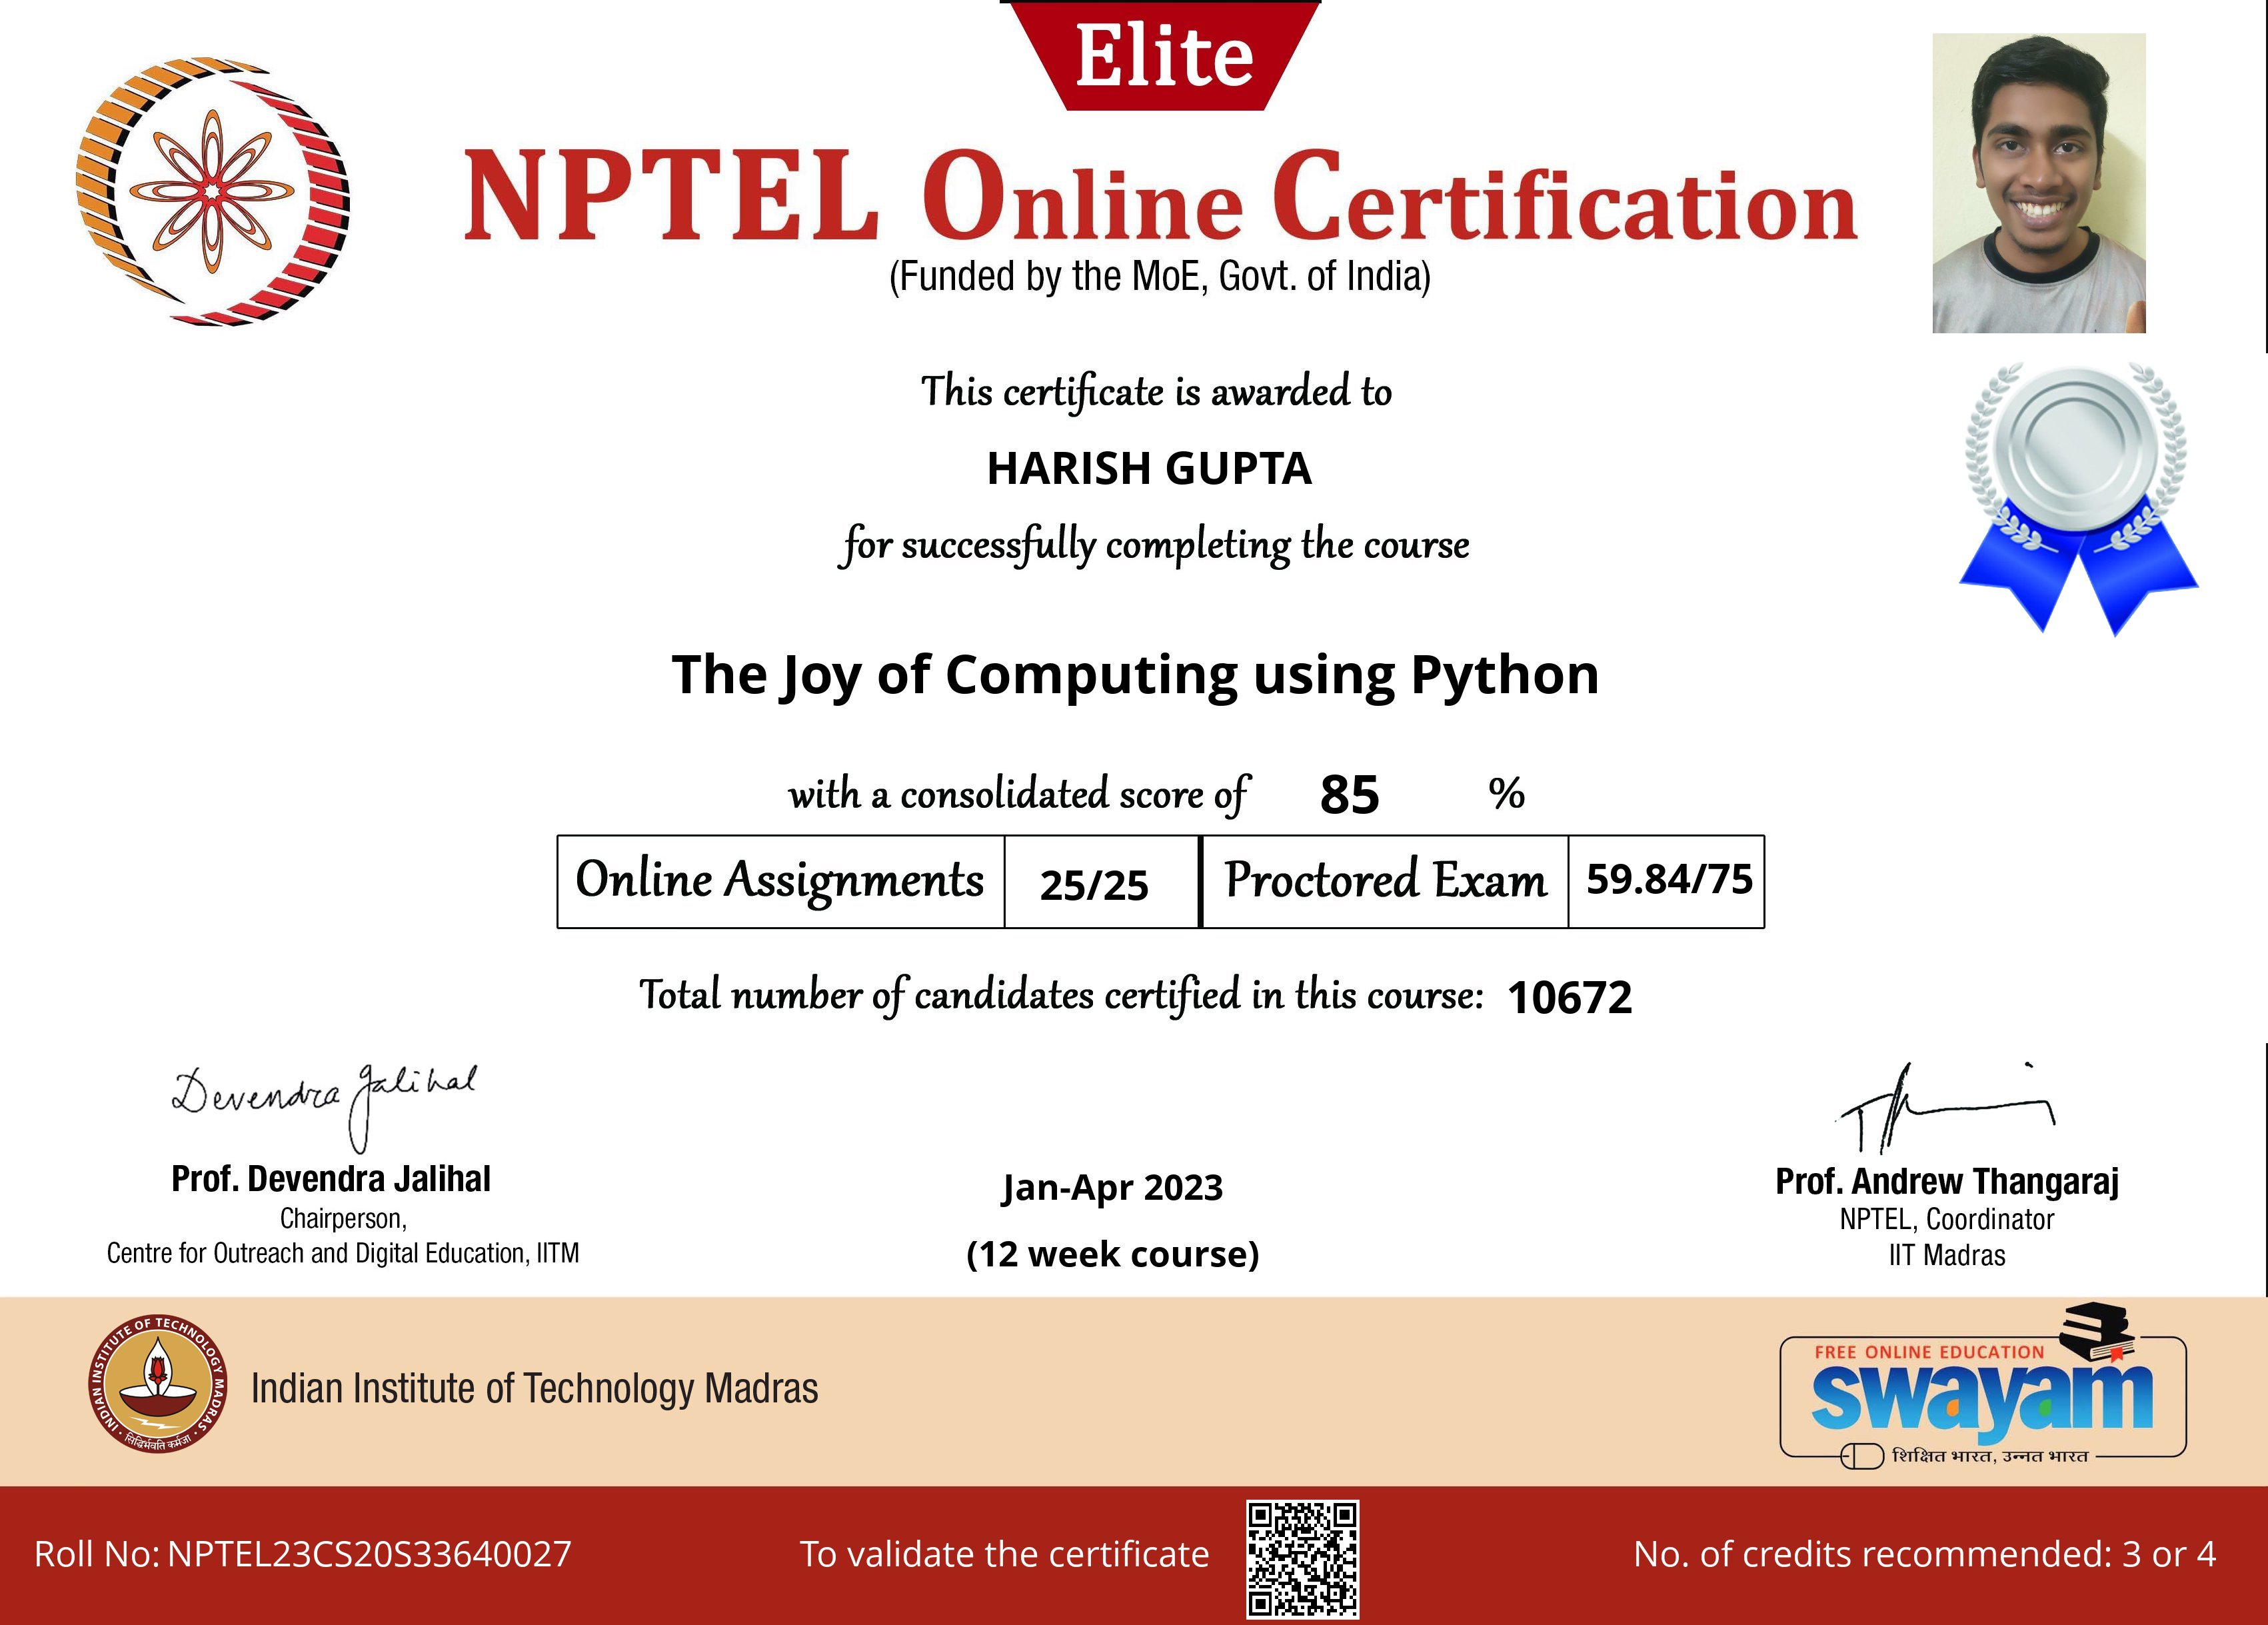 Elite
NPTEL Online Certification
(Funded by the MoE, Govt. of India)
This certificate is awarded to
HARISH GUPTA
for successfully completing the course
The Joy of Computing using Python
with a consolidated score of 85 %
Online Assignments 25/25 Proctored Exam 59.84/75
Total number of candidates certified in this course: 10672
Devendra Jalihal
Prof. Devendra Jalihal
Chairperson,
Centre for Outreach and Digital Education, IITM
Jan-Apr 2023
(12 week course)
Prof. Andrew Thangaraj
NPTEL, Coordinator
IIT Madras
INDIAN INSTITUTE OF TECHNOLOGY MADRAS
सिद्धिर्भवति कर्मजा
Indian Institute of Technology Madras
FREE ONLINE EDUCATION
swayam
शिक्षित भारत, उन्नत भारत
Roll No: NPTEL23CS20S33640027
To validate the certificate
No. of credits recommended: 3 or 4